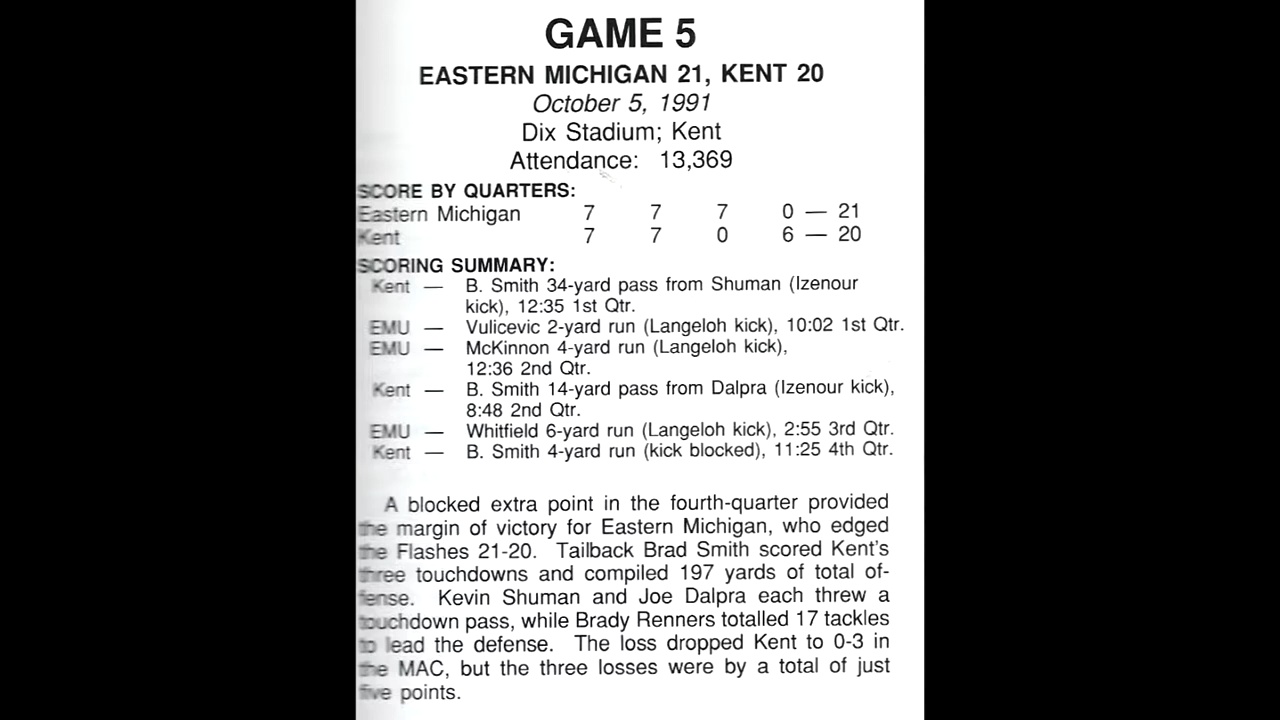 GAME 5
EASTERN MICHIGAN 21, KENT 20
October 5, 1991
Dix Stadium; Kent
Attendance: 13,369
SCORE BY QUARTERS:
Eastern Michigan 7 7 7 0 — 21
Kent 7 7 0 6 — 20
SCORING SUMMARY:
Kent — B. Smith 34-yard pass from Shuman (Izenour
kick), 12:35 1st Qtr.
EMU — Vulicevic 2-yard run (Langeloh kick), 10:02 1st Qtr.
EMU — McKinnon 4-yard run (Langeloh kick),
12:36 2nd Qtr.
Kent — B. Smith 14-yard pass from Dalpra (Izenour kick),
8:48 2nd Qtr.
EMU — Whitfield 6-yard run (Langeloh kick), 2:55 3rd Qtr.
Kent — B. Smith 4-yard run (kick blocked), 11:25 4th Qtr.
A blocked extra point in the fourth-quarter provided
the margin of victory for Eastern Michigan, who edged
the Flashes 21-20. Tailback Brad Smith scored Kent's
three touchdowns and compiled 197 yards of total of-
fense. Kevin Shuman and Joe Dalpra each threw a
touchdown pass, while Brady Renners totalled 17 tackles
to lead the defense. The loss dropped Kent to 0-3 in
the MAC, but the three losses were by a total of just
five points.